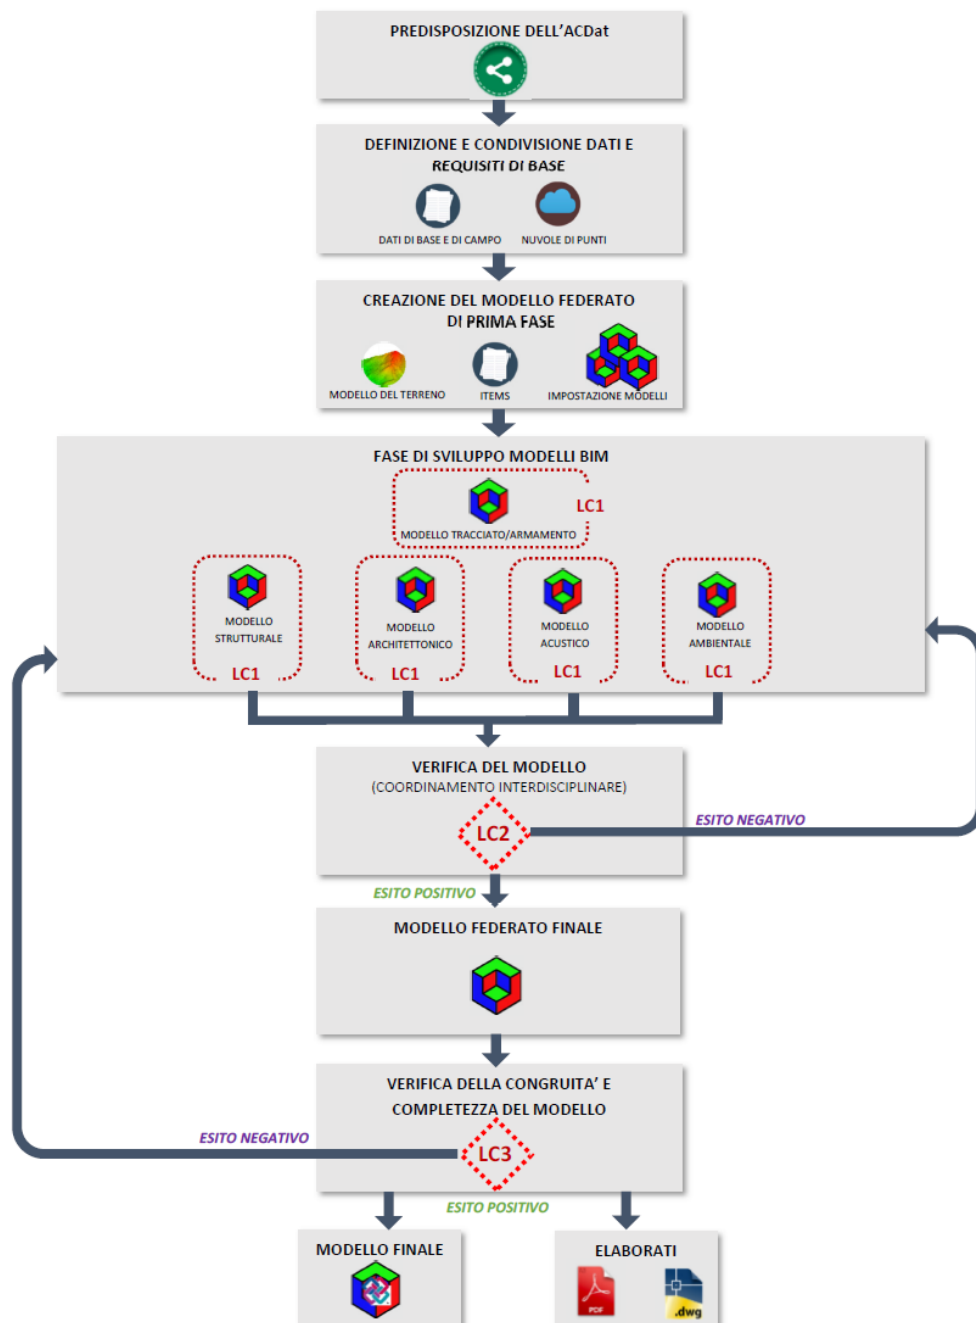 PREDISPOSIZIONE DELL'ACDat
DEFINIZIONE E CONDIVISIONE DATI E
REQUISITI DI BASE
DATI DI BASE E DI CAMPO
NUVOLE DI PUNTI
CREAZIONE DEL MODELLO FEDERATO
DI PRIMA FASE
MODELLO DEL TERRENO
ITEMS
IMPOSTAZIONE MODELLI
FASE DI SVILUPPO MODELLI BIM
LC1
MODELLO TRACCIATO/ARMAMENTO
MODELLO
STRUTTURALE
LC1
MODELLO
ARCHITETTONICO
LC1
MODELLO
ACUSTICO
LC1
MODELLO
AMBIENTALE
LC1
VERIFICA DEL MODELLO
(COORDINAMENTO INTERDISCIPLINARE)
LC2
ESITO NEGATIVO
ESITO POSITIVO
MODELLO FEDERATO FINALE
VERIFICA DELLA CONGRUITA' E
COMPLETEZZA DEL MODELLO
ESITO NEGATIVO
LC3
ESITO POSITIVO
MODELLO FINALE
ELABORATI
PDF
.dwg